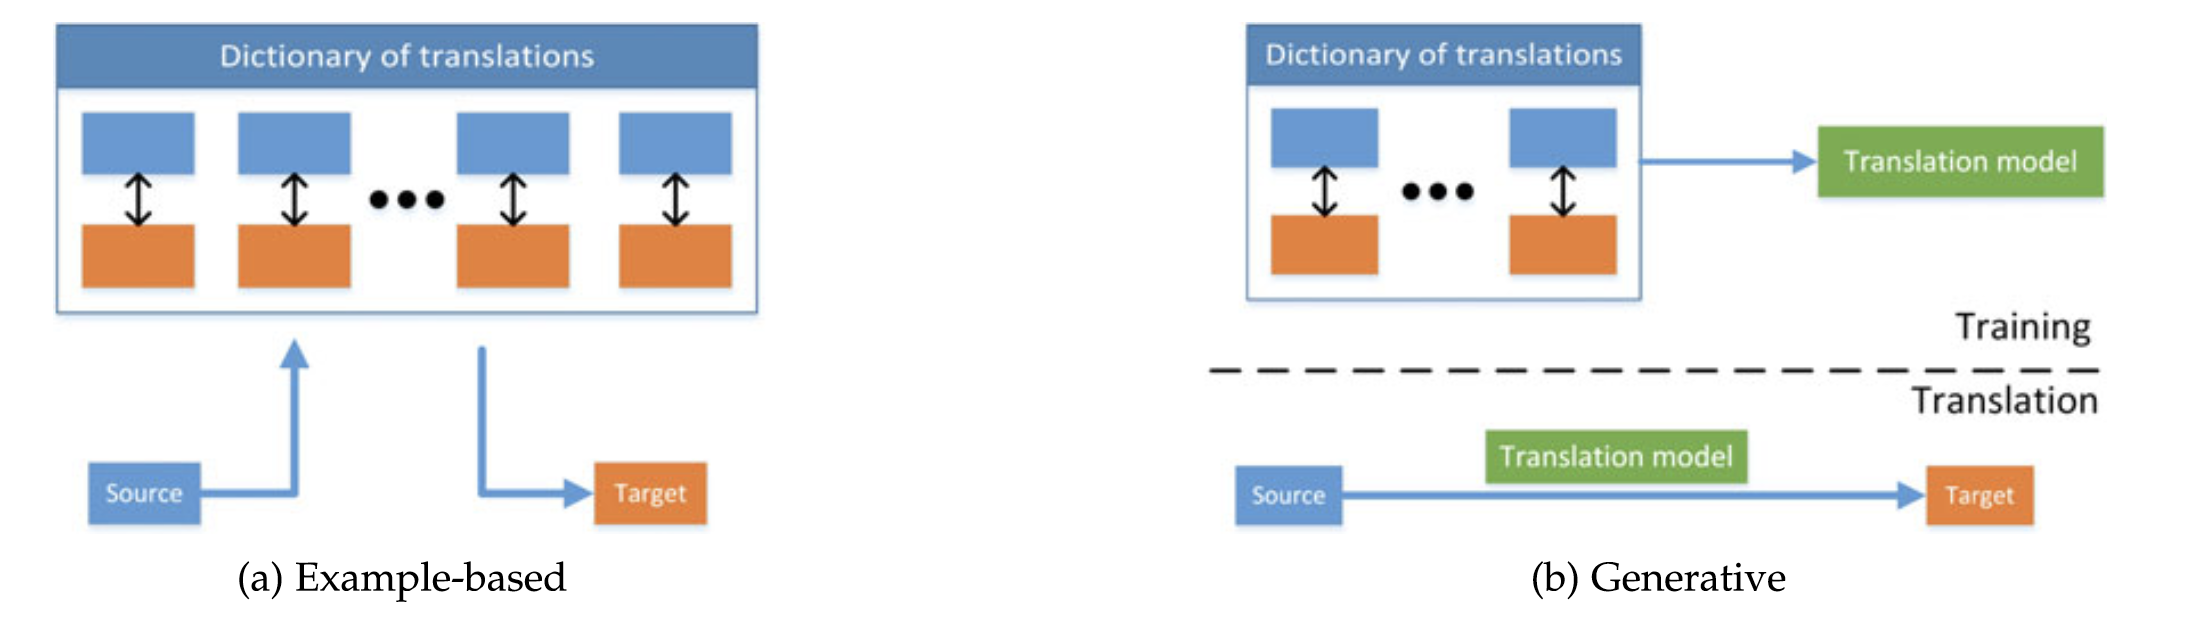 Dictionary of translations
Source
Target
(a) Example-based
Dictionary of translations
Translation model
Training
Translation
Translation model
Source
Target
(b) Generative